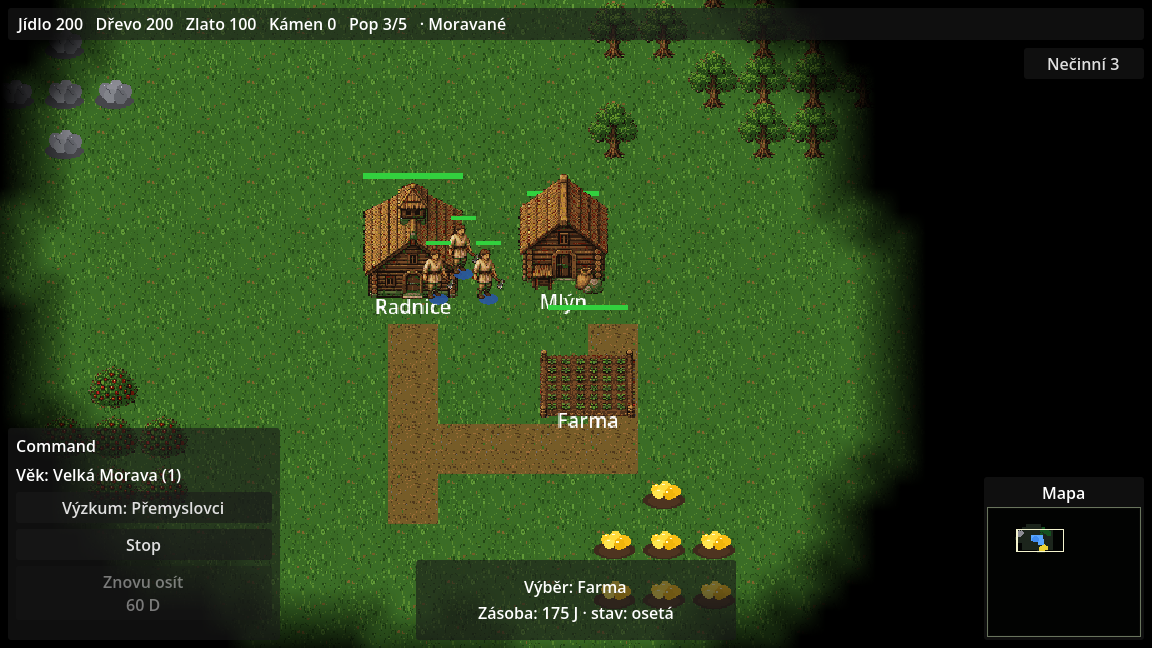 Jídlo 200 Dřevo 200 Zlato 100 Kámen 0 Pop 3/5 · Moravané
Nečinní 3
Radnice
Mlýn
Farma
Command
Věk: Velká Morava (1)
Výzkum: Přemyslovci
Stop
Znovu osít
60 D
Výběr: Farma
Zásoba: 175 J · stav: osetá
Mapa